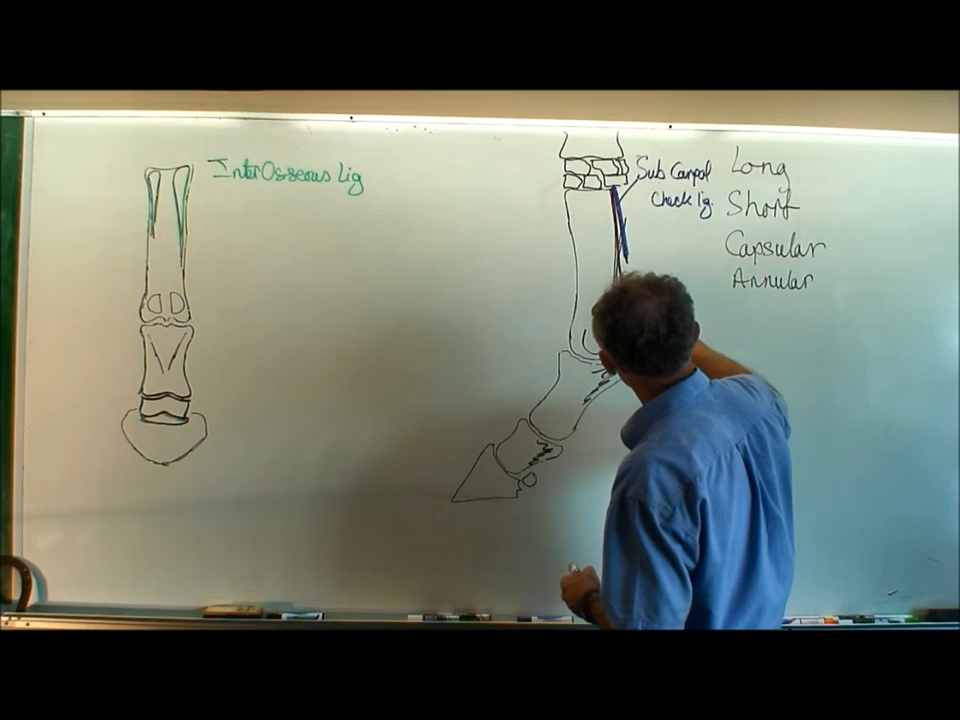 InterOsseous Lig
Sub Carpal
Check lig.
Long
Short
Capsular
Annular